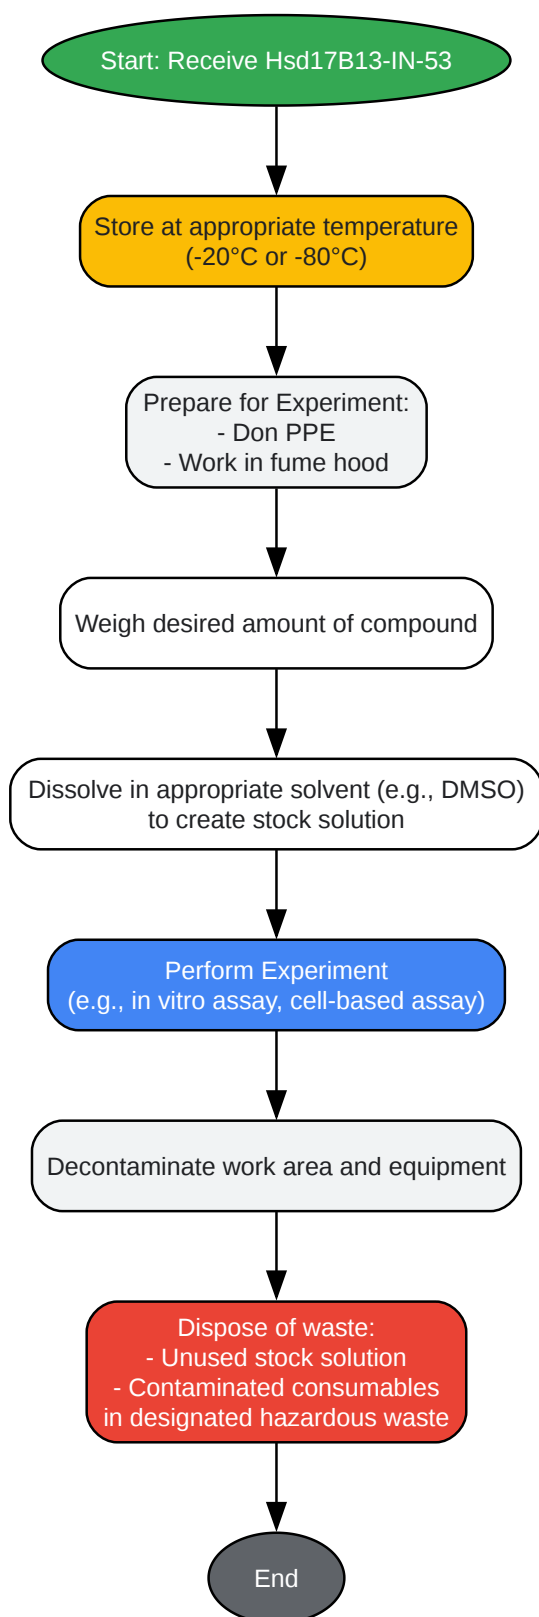 Start: Receive Hsd17B13-IN-53
Store at appropriate temperature
(-20°C or -80°C)
Prepare for Experiment:
- Don PPE
- Work in fume hood
Weigh desired amount of compound
Dissolve in appropriate solvent (e.g., DMSO)
to create stock solution
Perform Experiment
(e.g., in vitro assay, cell-based assay)
Decontaminate work area and equipment
Dispose of waste:
- Unused stock solution
- Contaminated consumables
in designated hazardous waste
End